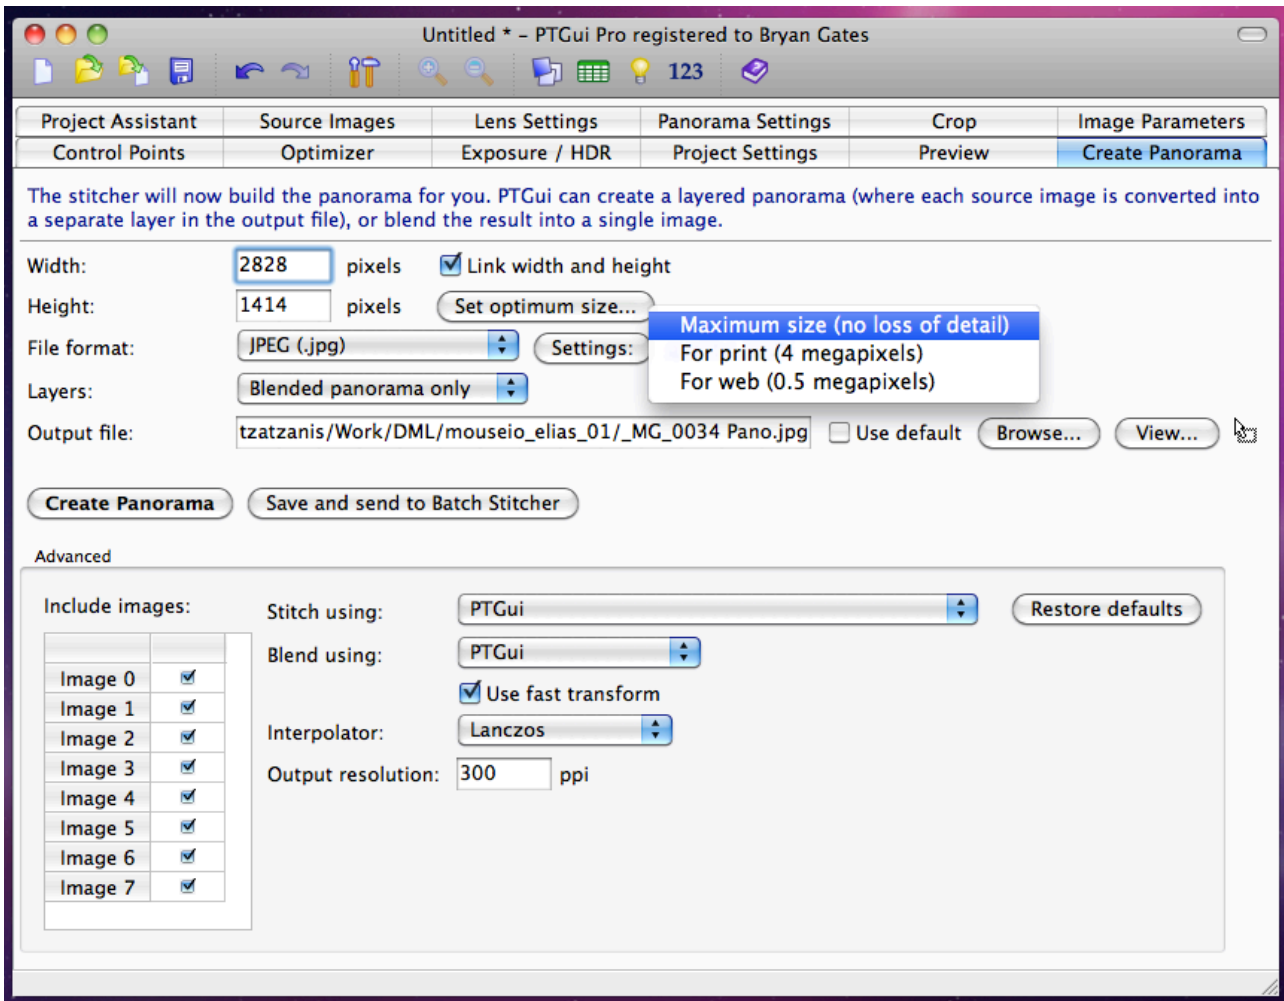 Untitled * – PTGui Pro registered to Bryan Gates
123
Project Assistant Source Images Lens Settings Panorama Settings Crop Image Parameters
Control Points Optimizer Exposure / HDR Project Settings Preview Create Panorama
The stitcher will now build the panorama for you. PTGui can create a layered panorama (where each source image is converted into
a separate layer in the output file), or blend the result into a single image.
Width: 2828 pixels Link width and height
Height: 1414 pixels Set optimum size...
Maximum size (no loss of detail)
For print (4 megapixels)
For web (0.5 megapixels)
File format: JPEG (.jpg) Settings:
Layers: Blended panorama only
Output file: tzatzanis/Work/DML/mouseio_elias_01/_MG_0034 Pano.jpg Use default Browse... View...
Create Panorama Save and send to Batch Stitcher
Advanced
Include images:
Image 0
Image 1
Image 2
Image 3
Image 4
Image 5
Image 6
Image 7
Stitch using: PTGui Restore defaults
Blend using: PTGui
Use fast transform
Interpolator: Lanczos
Output resolution: 300 ppi